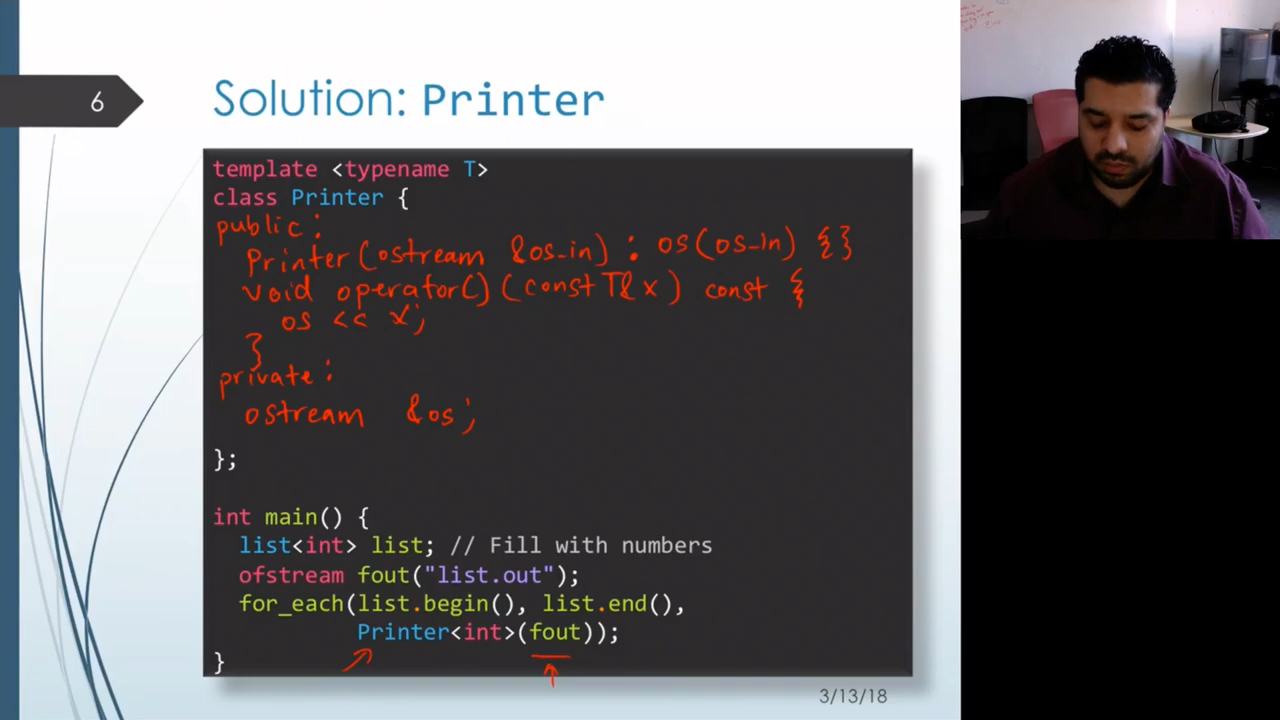 6
Solution: Printer
template <typename T>
class Printer {
public:
Printer(ostream &os_in) : os(os_in) {}
void operator()(const T& x) const {
os << x;
}
private:
ostream &os;
};
int main() {
list<int> list; // Fill with numbers
ofstream fout("list.out");
for_each(list.begin(), list.end(),
Printer<int>(fout));
}
3/13/18